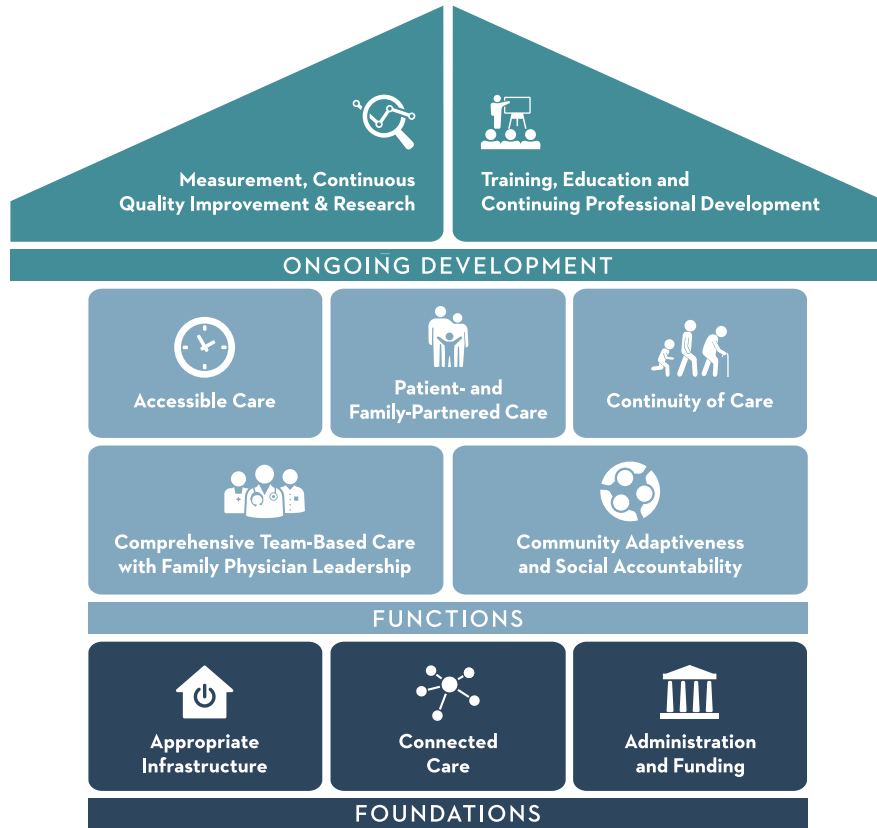 Measurement, Continuous
Quality Improvement & Research
Training, Education and
Continuing Professional Development
ONGOING DEVELOPMENT
Accessible Care
Patient- and
Family-Partnered Care
Continuity of Care
Comprehensive Team-Based Care
with Family Physician Leadership
Community Adaptiveness
and Social Accountability
FUNCTIONS
Appropriate
Infrastructure
Connected
Care
Administration
and Funding
FOUNDATIONS